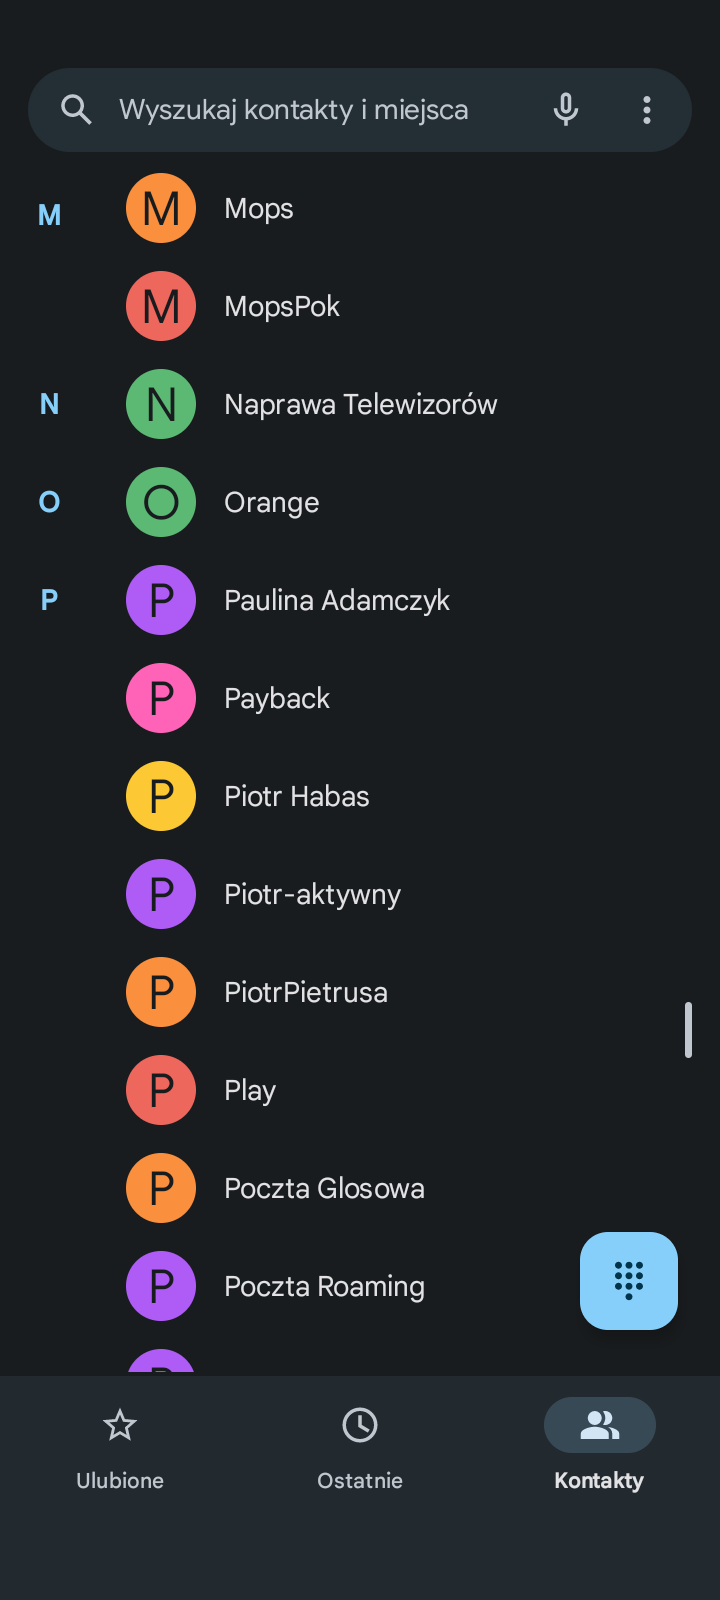 Wyszukaj kontakty i miejsca
M
M Mops
M MopsPok
N
N Naprawa Telewizorów
O
O Orange
P
P Paulina Adamczyk
P Payback
P Piotr Habas
P Piotr-aktywny
P PiotrPietrusa
P Play
P Poczta Glosowa
P Poczta Roaming
P
Ulubione
Ostatnie
Kontakty